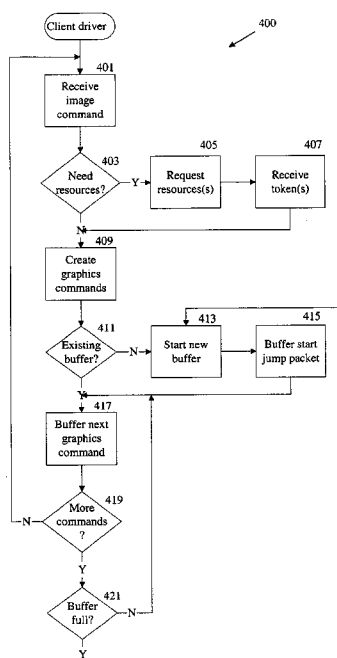 Client driver
400
401
Receive
image
command
403
Need
resources?
Y
405
Request
resources(s)
407
Receive
token(s)
N
409
Create
graphics
commands
411
Existing
buffer?
N
413
Start new
buffer
415
Buffer start
jump packet
Y
417
Buffer next
graphics
command
419
More
commands
?
N
Y
421
Buffer
full?
N
Y